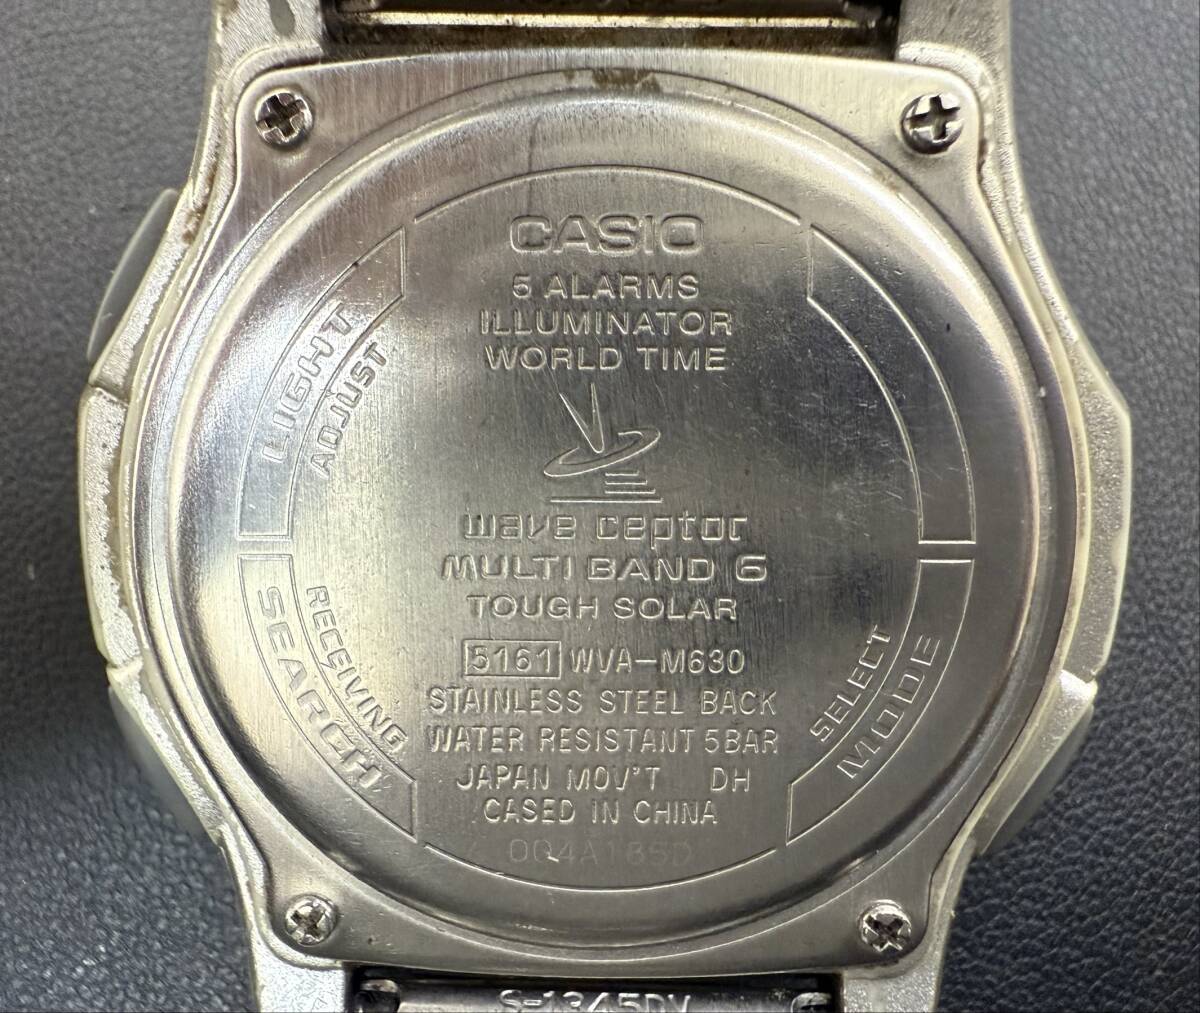 CASIO
5 ALARMS
ILLUMINATOR
WORLD TIME
wave ceptor
MULTI BAND 6
TOUGH SOLAR
5161 WVA-M630
STAINLESS STEEL BACK
WATER RESISTANT 5BAR
JAPAN MOV'T DH
CASED IN CHINA
LIGHT
ADJUST
RECEIVING
SEARCH
SELECT
MODE
S-1345DV